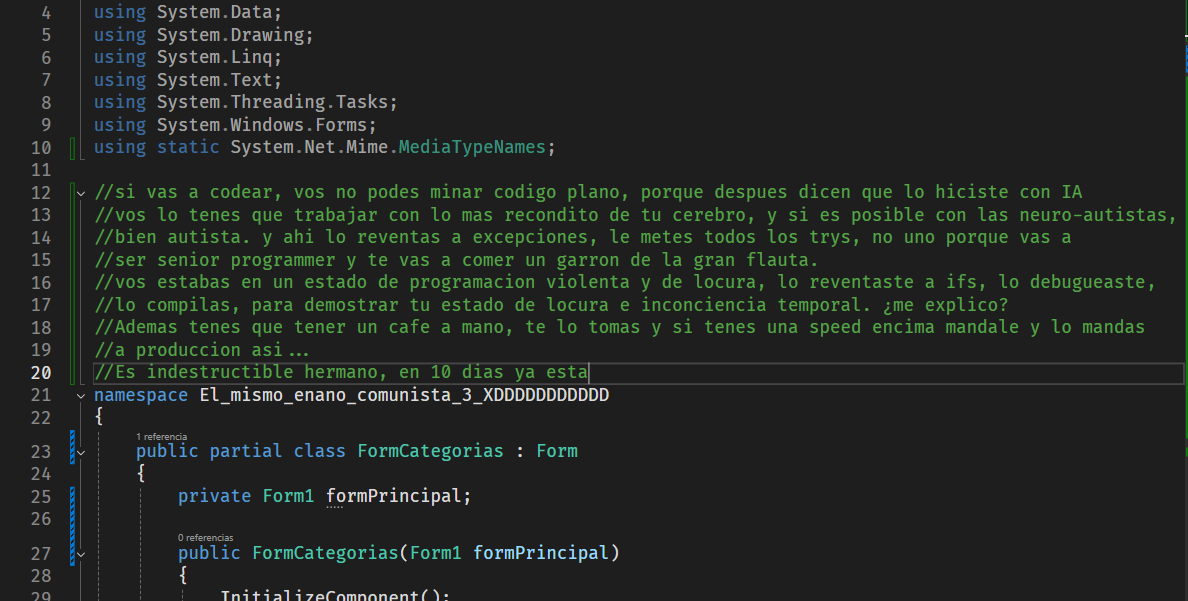 4 using System.Data;
5 using System.Drawing;
6 using System.Linq;
7 using System.Text;
8 using System.Threading.Tasks;
9 using System.Windows.Forms;
10 using static System.Net.Mime.MediaTypeNames;
11
12 //si vas a codear, vos no podes minar codigo plano, porque despues dicen que lo hiciste con IA
13 //vos lo tenes que trabajar con lo mas recondito de tu cerebro, y si es posible con las neuro-autistas,
14 //bien autista. y ahi lo reventas a excepciones, le metes todos los trys, no uno porque vas a
15 //ser senior programmer y te vas a comer un garron de la gran flauta.
16 //vos estabas en un estado de programacion violenta y de locura, lo reventaste a ifs, lo debugueaste,
17 //lo compilas, para demostrar tu estado de locura e inconciencia temporal. ¿me explico?
18 //Ademas tenes que tener un cafe a mano, te lo tomas y si tenes una speed encima mandale y lo mandas
19 //a produccion asi...
20 //Es indestructible hermano, en 10 dias ya esta
21 namespace El_mismo_enano_comunista_3_XDDDDDDDDDDD
22 {
1 referencia
23 public partial class FormCategorias : Form
24 {
25 private Form1 formPrincipal;
26
0 referencias
27 public FormCategorias(Form1 formPrincipal)
28 {
29 InitializeComponent();